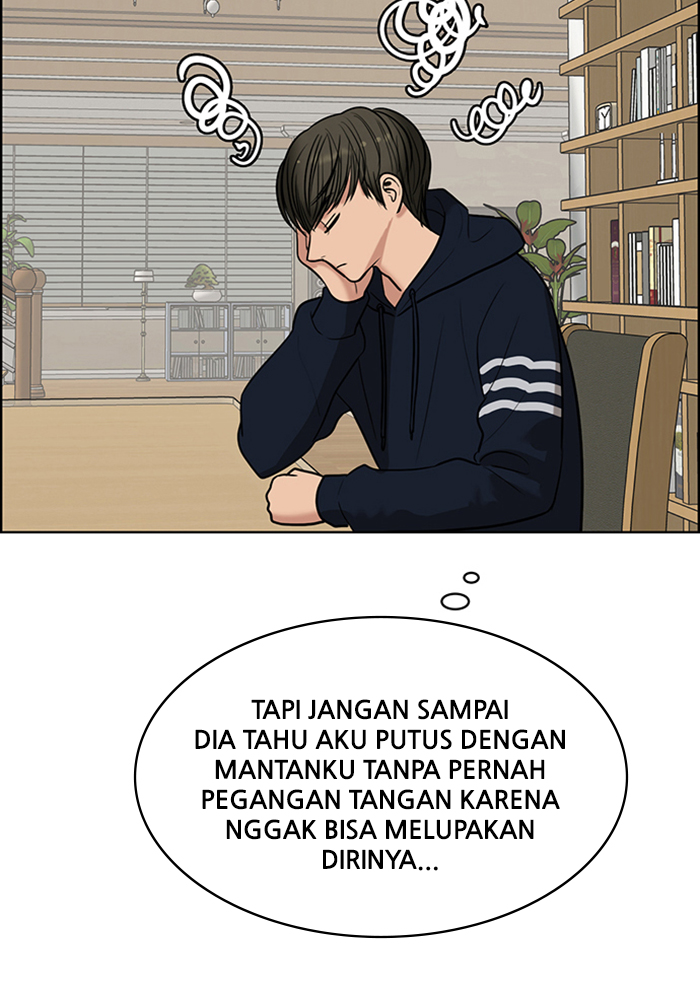 TAPI JANGAN SAMPAI
DIA TAHU AKU PUTUS DENGAN
MANTANKU TANPA PERNAH
PEGANGAN TANGAN KARENA
NGGAK BISA MELUPAKAN
DIRINYA...